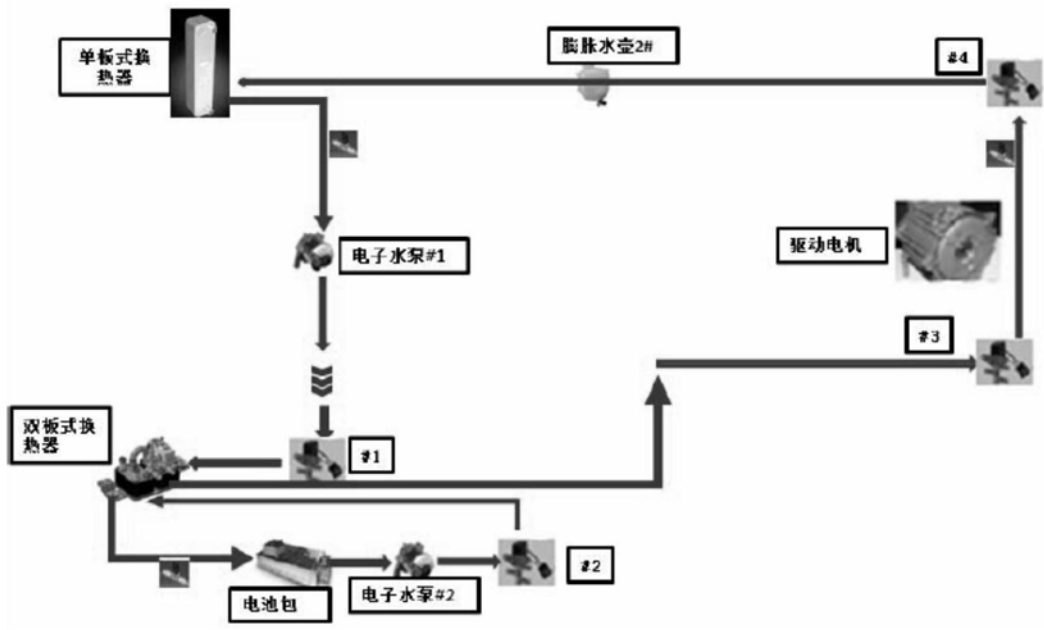 单板式换
热器
膨胀水壶2#
#4
电子水泵#1
驱动电机
#3
双板式换
热器
#1
#2
电池包
电子水泵#2